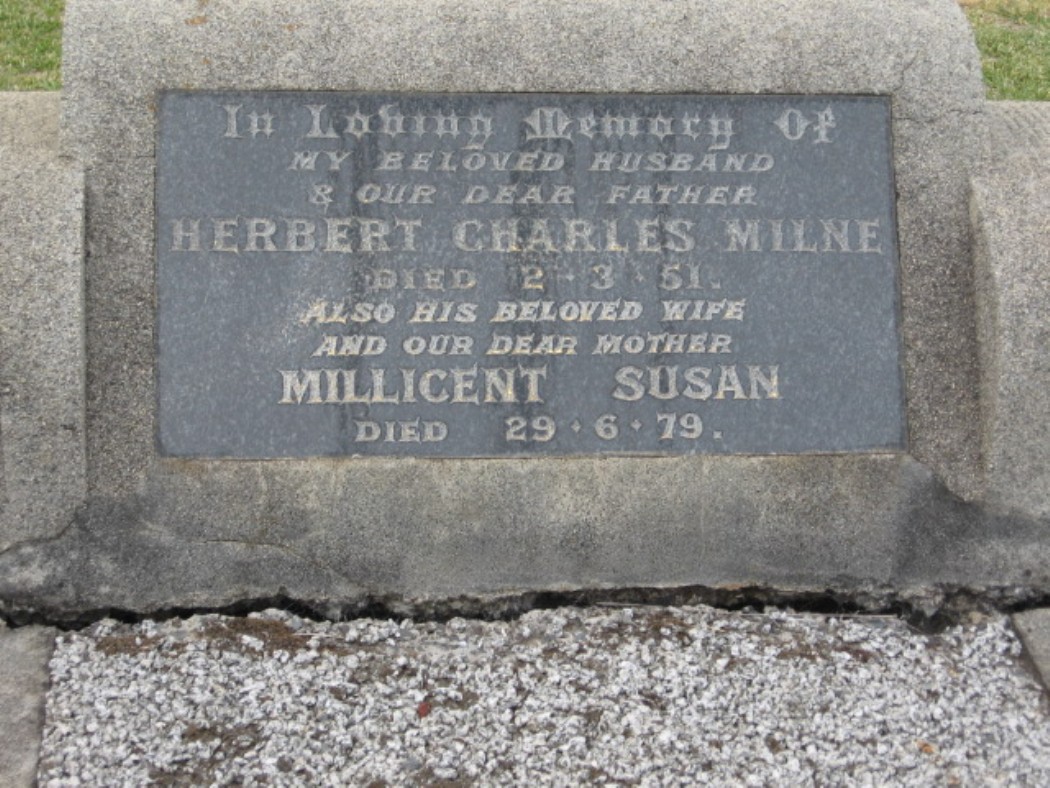 In Loving Memory Of
MY BELOVED HUSBAND
& OUR DEAR FATHER
HERBERT CHARLES MILNE
DIED 2·3·51.
ALSO HIS BELOVED WIFE
AND OUR DEAR MOTHER
MILLICENT SUSAN
DIED 29·6·79.